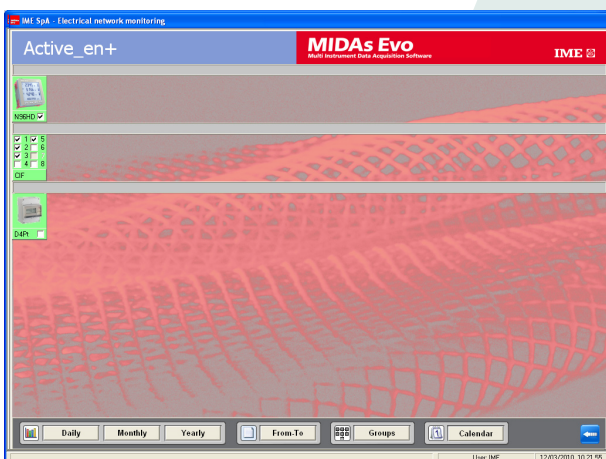 IME SpA - Electrical network monitoring
Active_en+
MIDAs Evo
Multi Instrument Data Acquisition Software
IME
N96HD
1 5
2 6
3
4 8
CIF
D4Pt
Daily Monthly Yearly From-To Groups Calendar
User: IME 12/03/2010 10.21.55